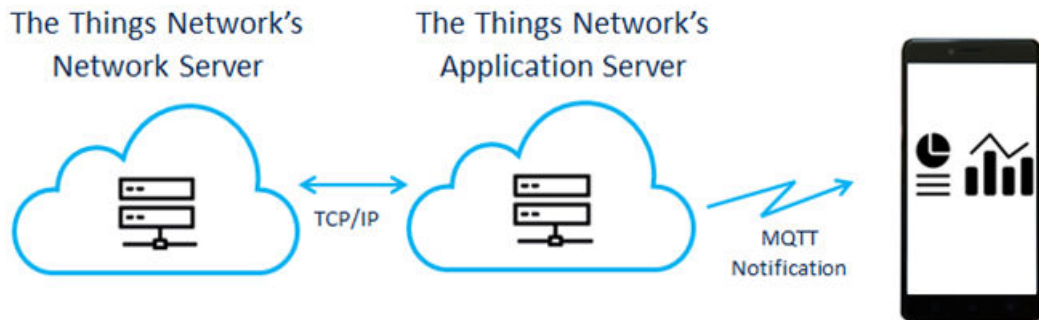 The Things Network's
Network Server
The Things Network's
Application Server
TCP/IP
MQTT
Notification